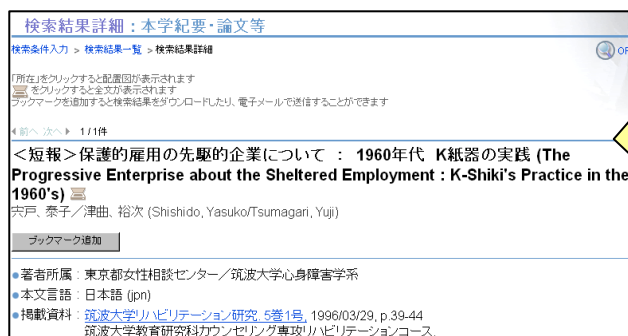 検索結果詳細：本学紀要・論文等
検索条件入力 > 検索結果一覧 > 検索結果詳細
OF
「所在」をクリックすると配置図が表示されます
をクリックすると全文が表示されます
ブックマークを追加すると検索結果をダウンロードしたり、電子メールで送信することができます
前へ 次へ 1/1件
＜短報＞保護的雇用の先駆的企業について ： 1960年代 K紙器の実践 (The
Progressive Enterprise about the Sheltered Employment : K-Shiki's Practice in the
1960's)
宍戸, 泰子／津曲, 裕次 (Shishido, Yasuko/Tsumagari, Yuji)
ブックマーク追加
●著者所属：東京都女性相談センター／筑波大学心身障害学系
●本文言語：日本語 (jpn)
●掲載資料：筑波大学リハビリテーション研究. 5巻1号, 1996/03/29, p.39-44
筑波大学教育研究科カウンセリング専攻リハビリテーションコース.